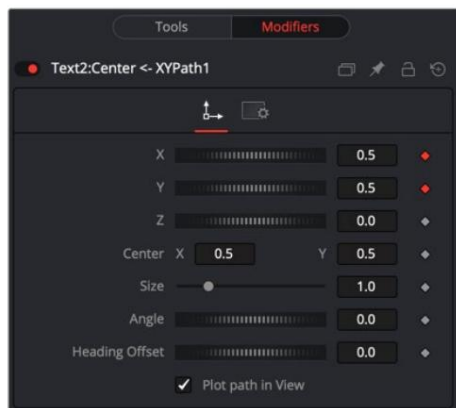 Tools Modifiers
Text2:Center <- XYPath1
X 0.5
Y 0.5
Z 0.0
Center X 0.5 Y 0.5
Size 1.0
Angle 0.0
Heading Offset 0.0
Plot path in View